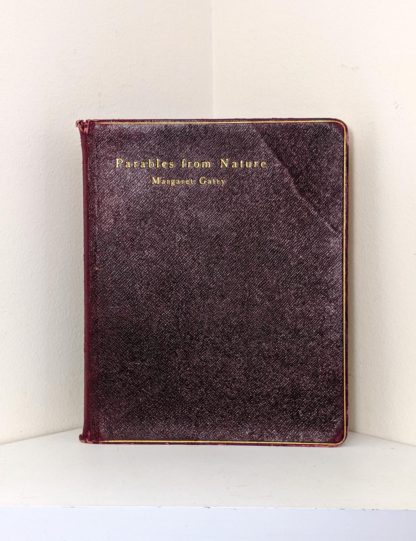 Parables from Nature
Margaret Gatty